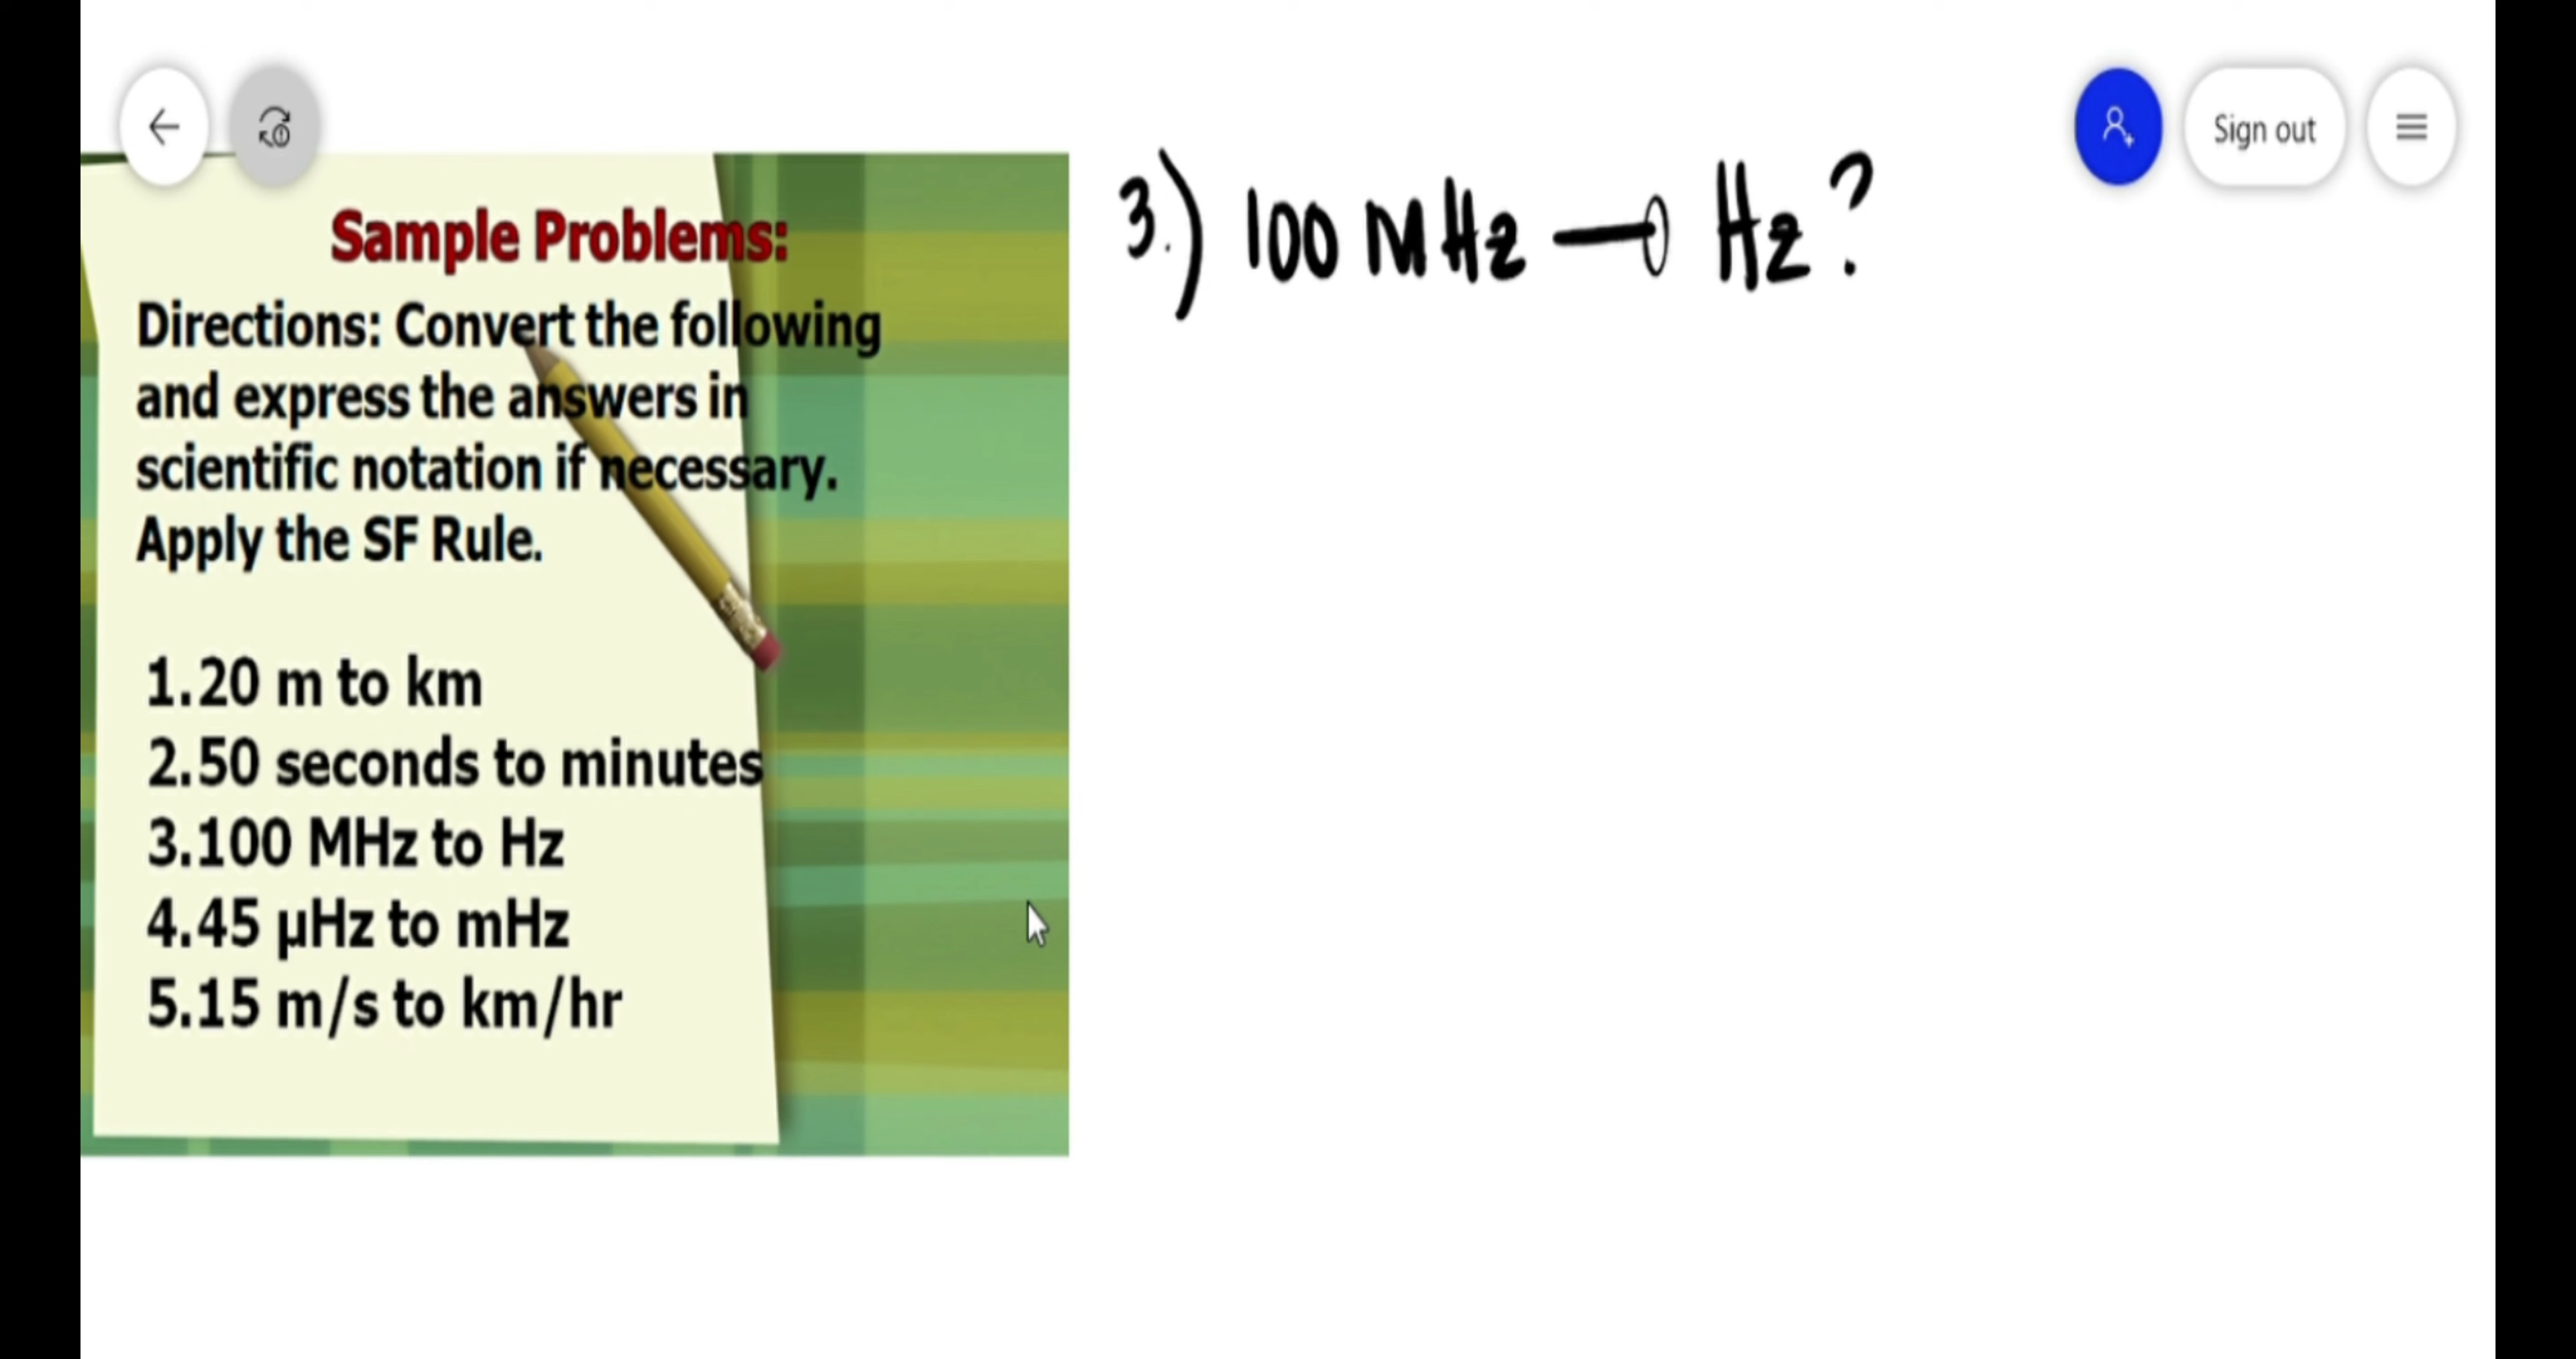 Sign out
Sample Problems:
Directions: Convert the following
and express the answers in
scientific notation if necessary.
Apply the SF Rule.
1.20 m to km
2.50 seconds to minutes
3.100 MHz to Hz
4.45 µHz to mHz
5.15 m/s to km/hr
3.) 100 MHz → Hz?